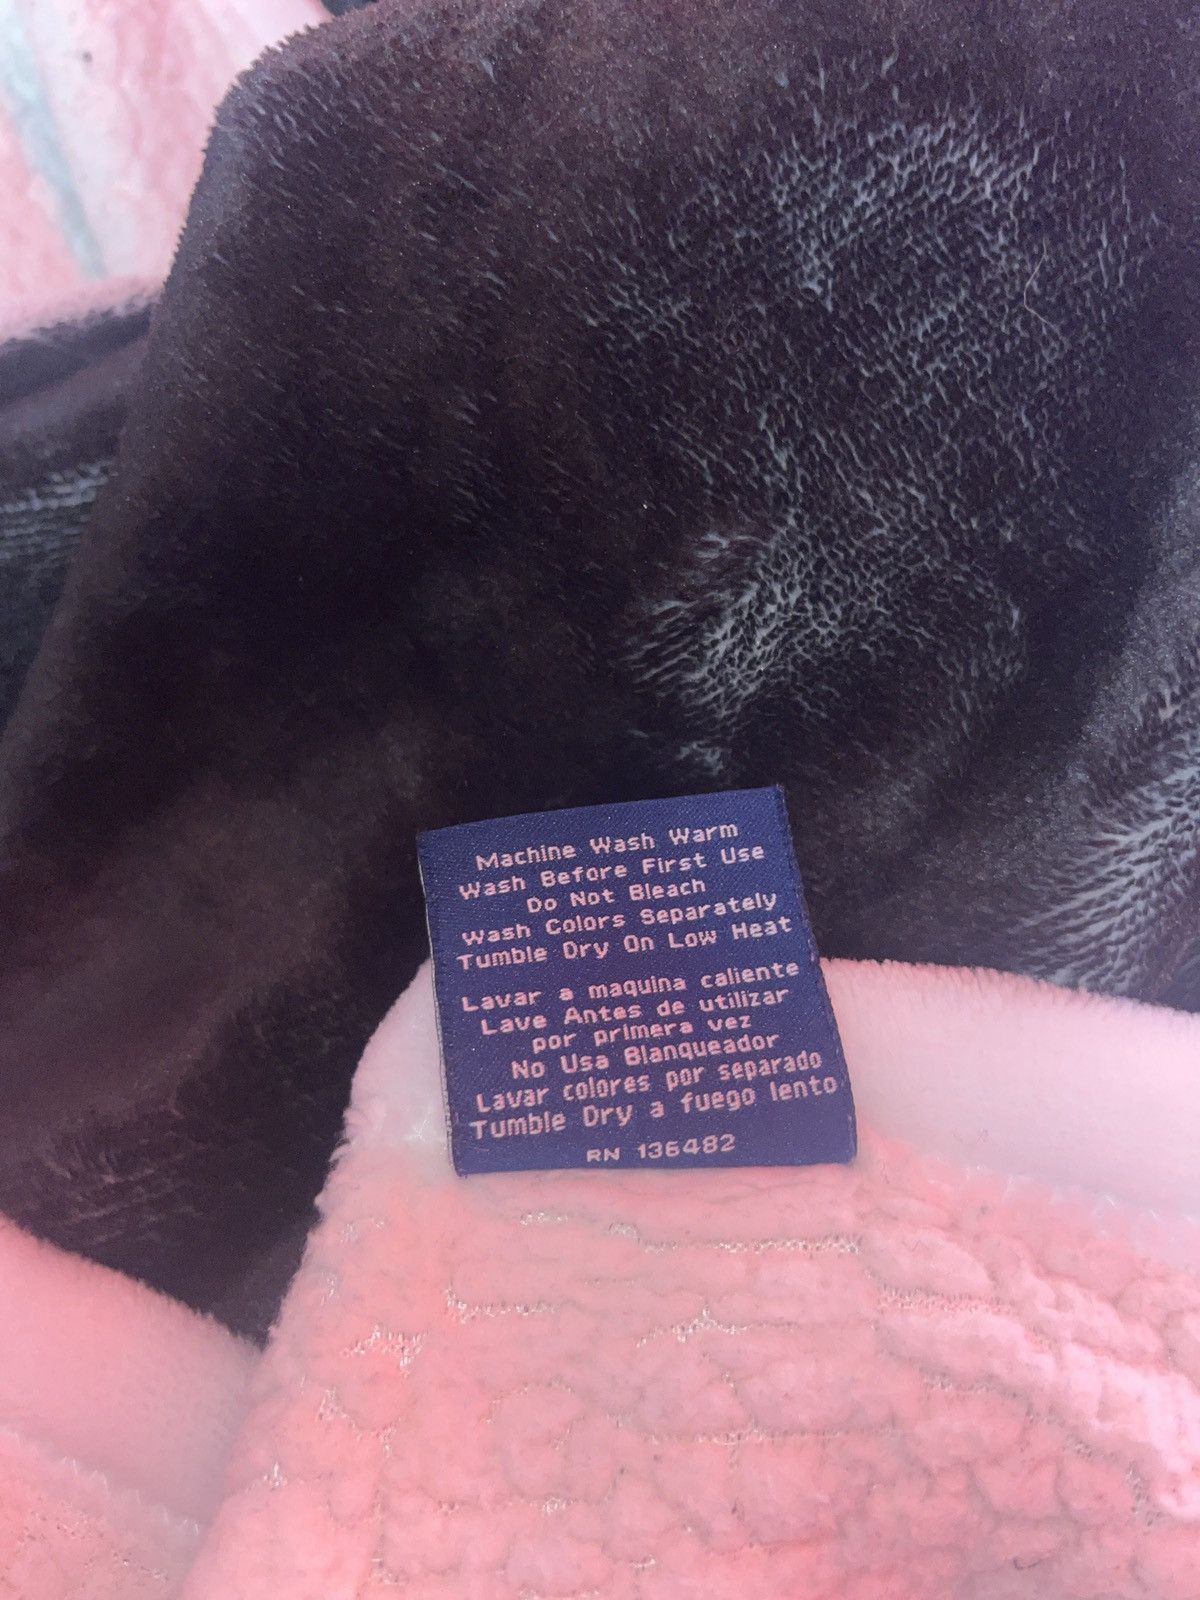 Machine Wash Warm
Wash Before First Use
Do Not Bleach
Wash Colors Separately
Tumble Dry On Low Heat
Lavar a maquina caliente
Lave Antes de utilizar
por primera vez
No Usa Blanqueador
Lavar colores por separado
Tumble Dry a fuego lento
RN 136482